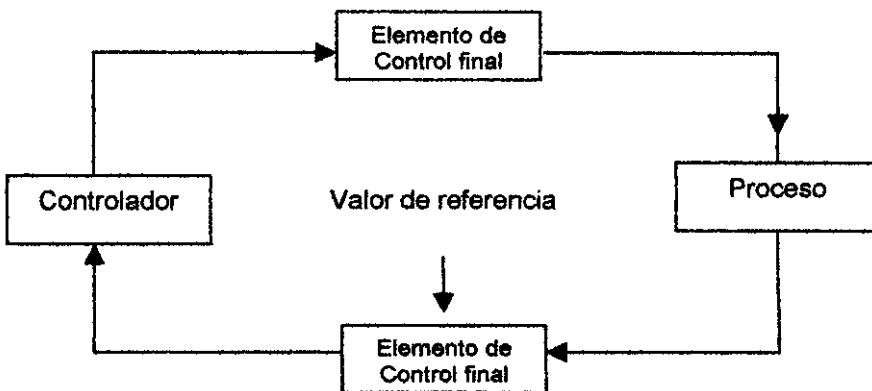 Elemento de
Control final
Controlador
Valor de referencia
Proceso
Elemento de
Control final